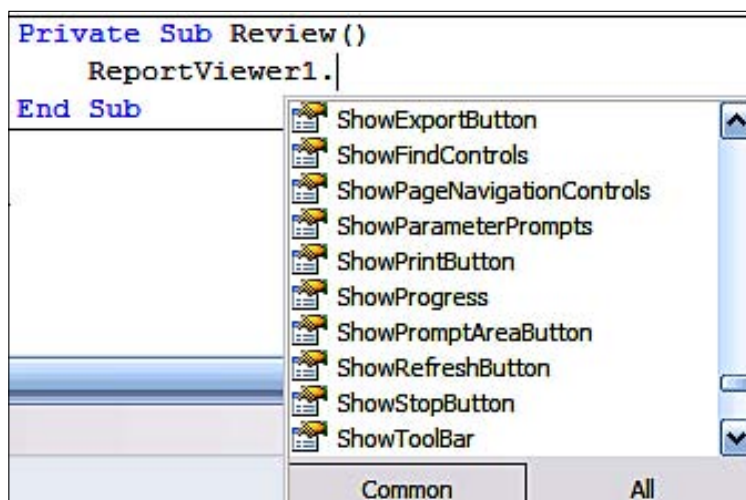 Private Sub Review()
ReportViewer1.
End Sub
ShowExportButton
ShowFindControls
ShowPageNavigationControls
ShowParameterPrompts
ShowPrintButton
ShowProgress
ShowPromptAreaButton
ShowRefreshButton
ShowStopButton
ShowToolBar
Common All